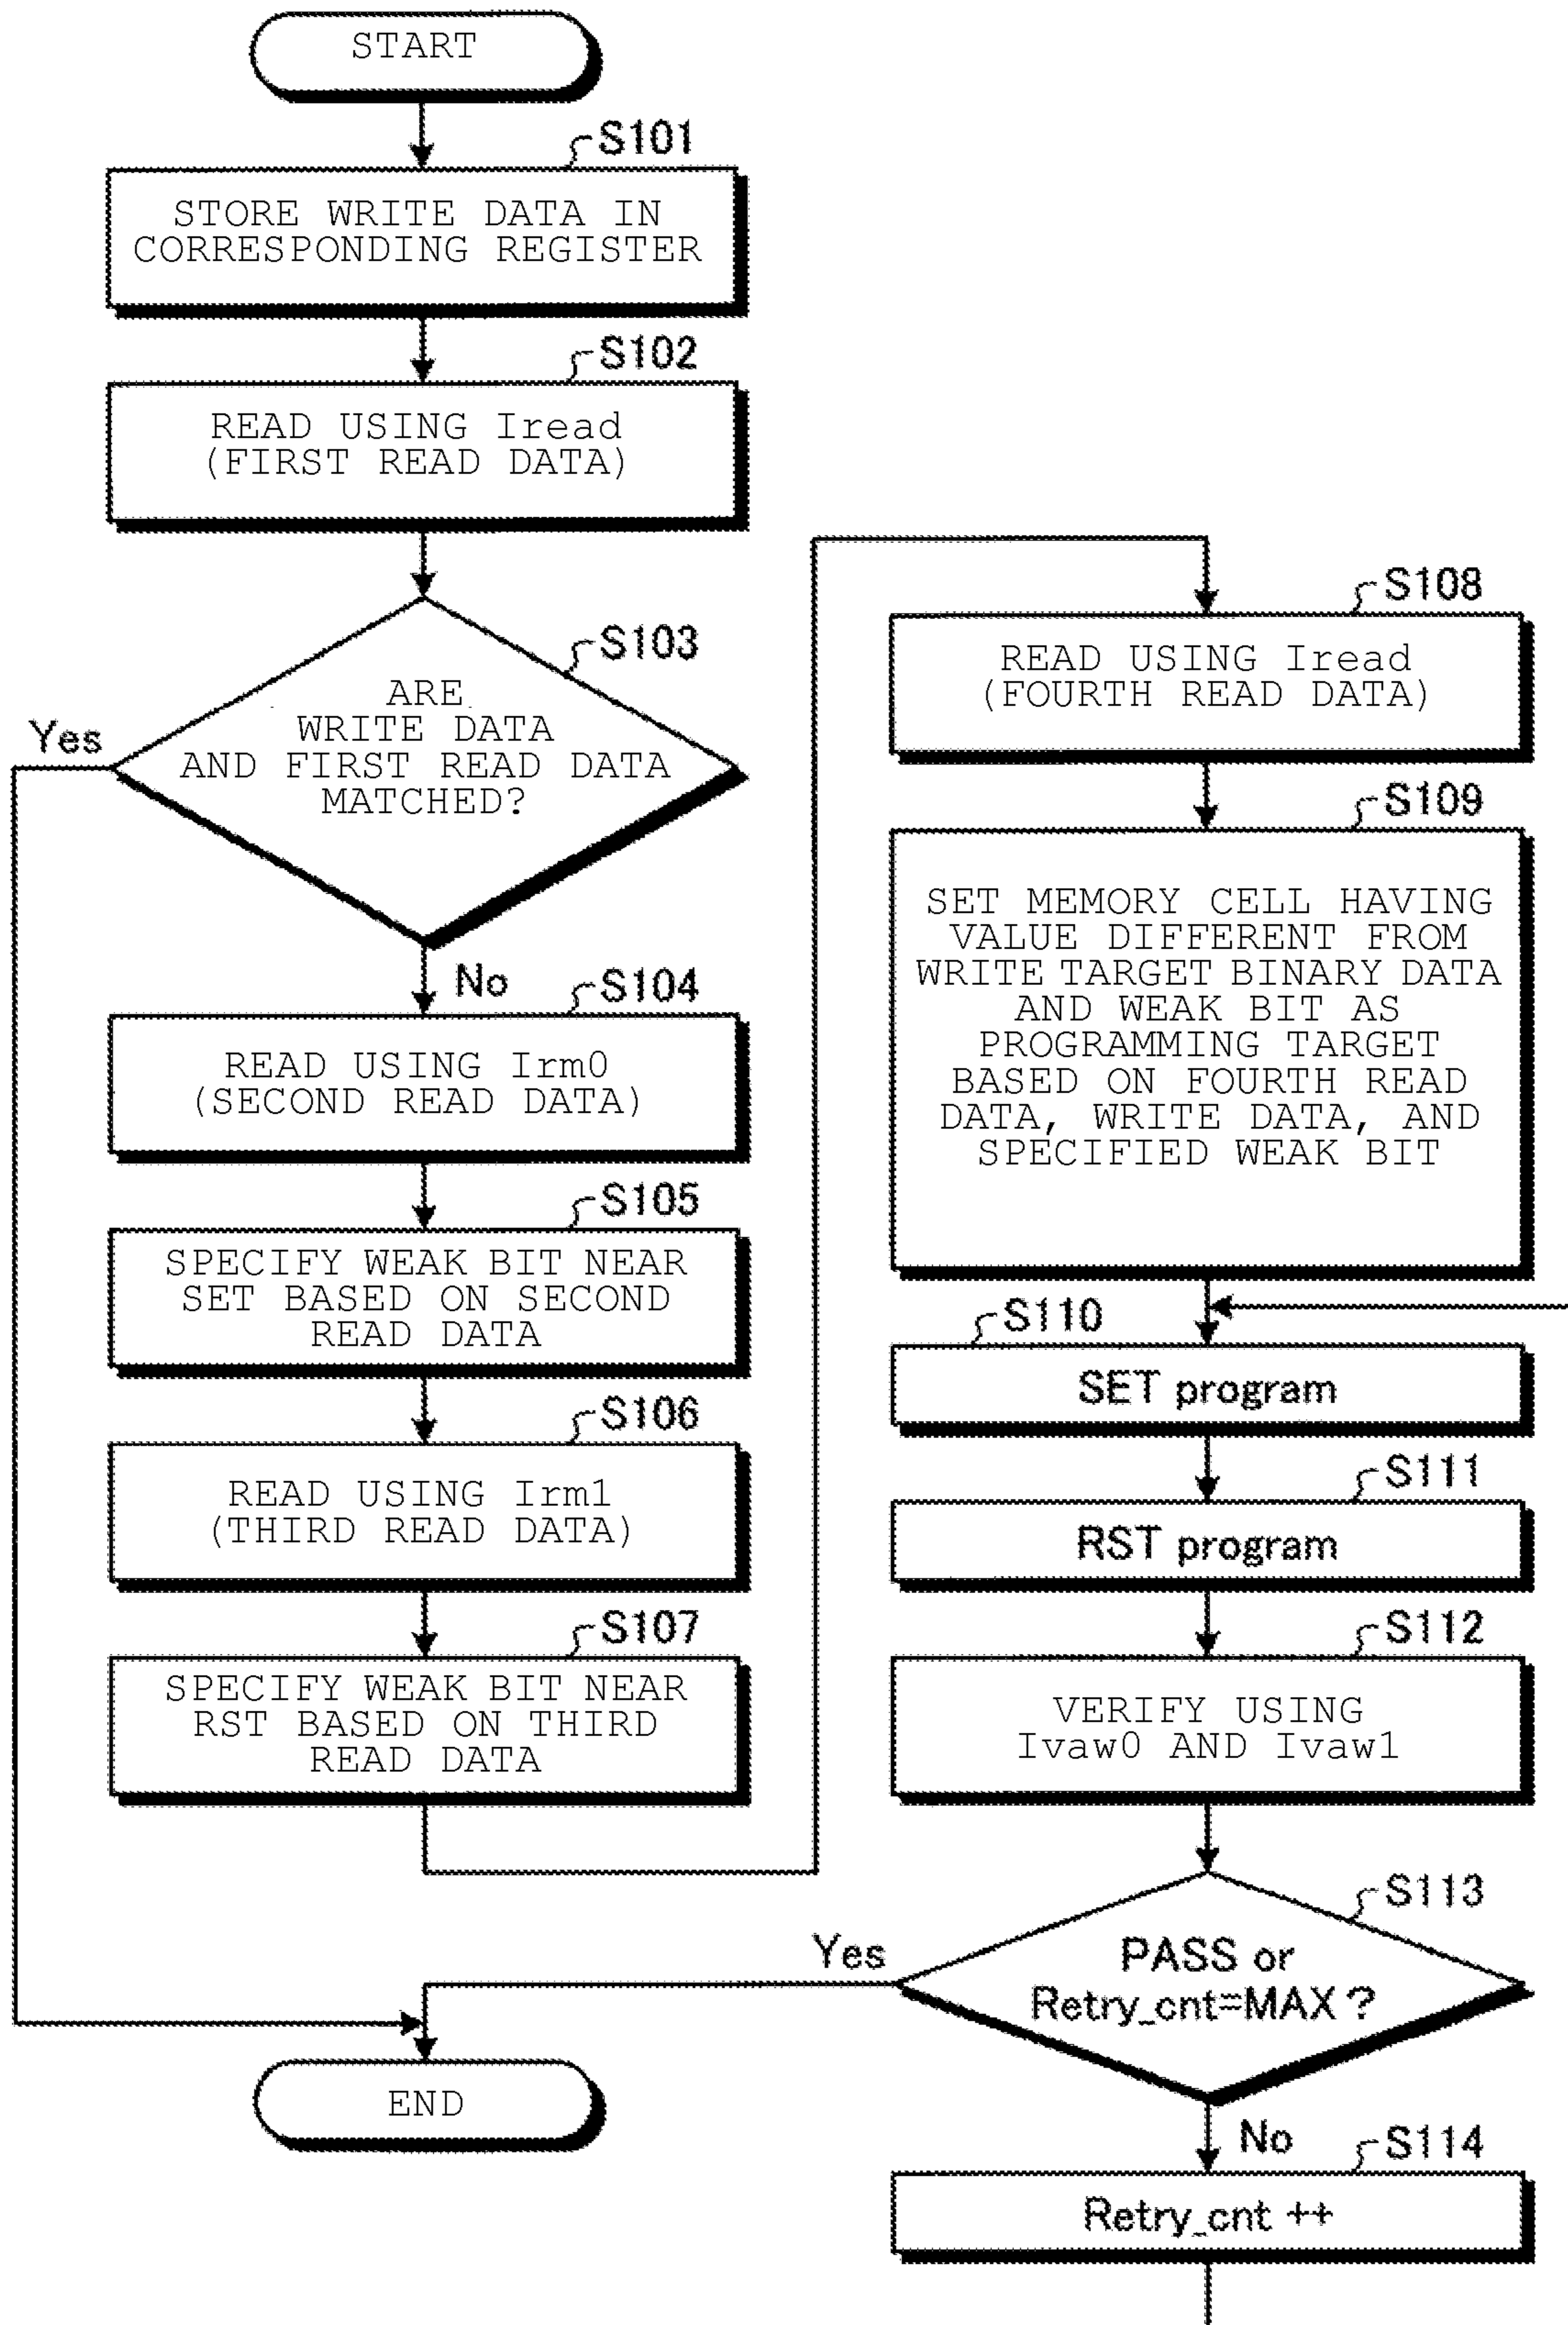 START
S101
STORE WRITE DATA IN
CORRESPONDING REGISTER
S102
READ USING Iread
(FIRST READ DATA)
S103
ARE
WRITE DATA
AND FIRST READ DATA
MATCHED?
Yes
No
S104
READ USING Irm0
(SECOND READ DATA)
S105
SPECIFY WEAK BIT NEAR
SET BASED ON SECOND
READ DATA
S106
READ USING Irm1
(THIRD READ DATA)
S107
SPECIFY WEAK BIT NEAR
RST BASED ON THIRD
READ DATA
S108
READ USING Iread
(FOURTH READ DATA)
S109
SET MEMORY CELL HAVING
VALUE DIFFERENT FROM
WRITE TARGET BINARY DATA
AND WEAK BIT AS
PROGRAMMING TARGET
BASED ON FOURTH READ
DATA, WRITE DATA, AND
SPECIFIED WEAK BIT
S110
SET program
S111
RST program
S112
VERIFY USING
Ivaw0 AND Ivaw1
S113
PASS or
Retry_cnt=MAX ?
Yes
No
S114
Retry_cnt ++
END